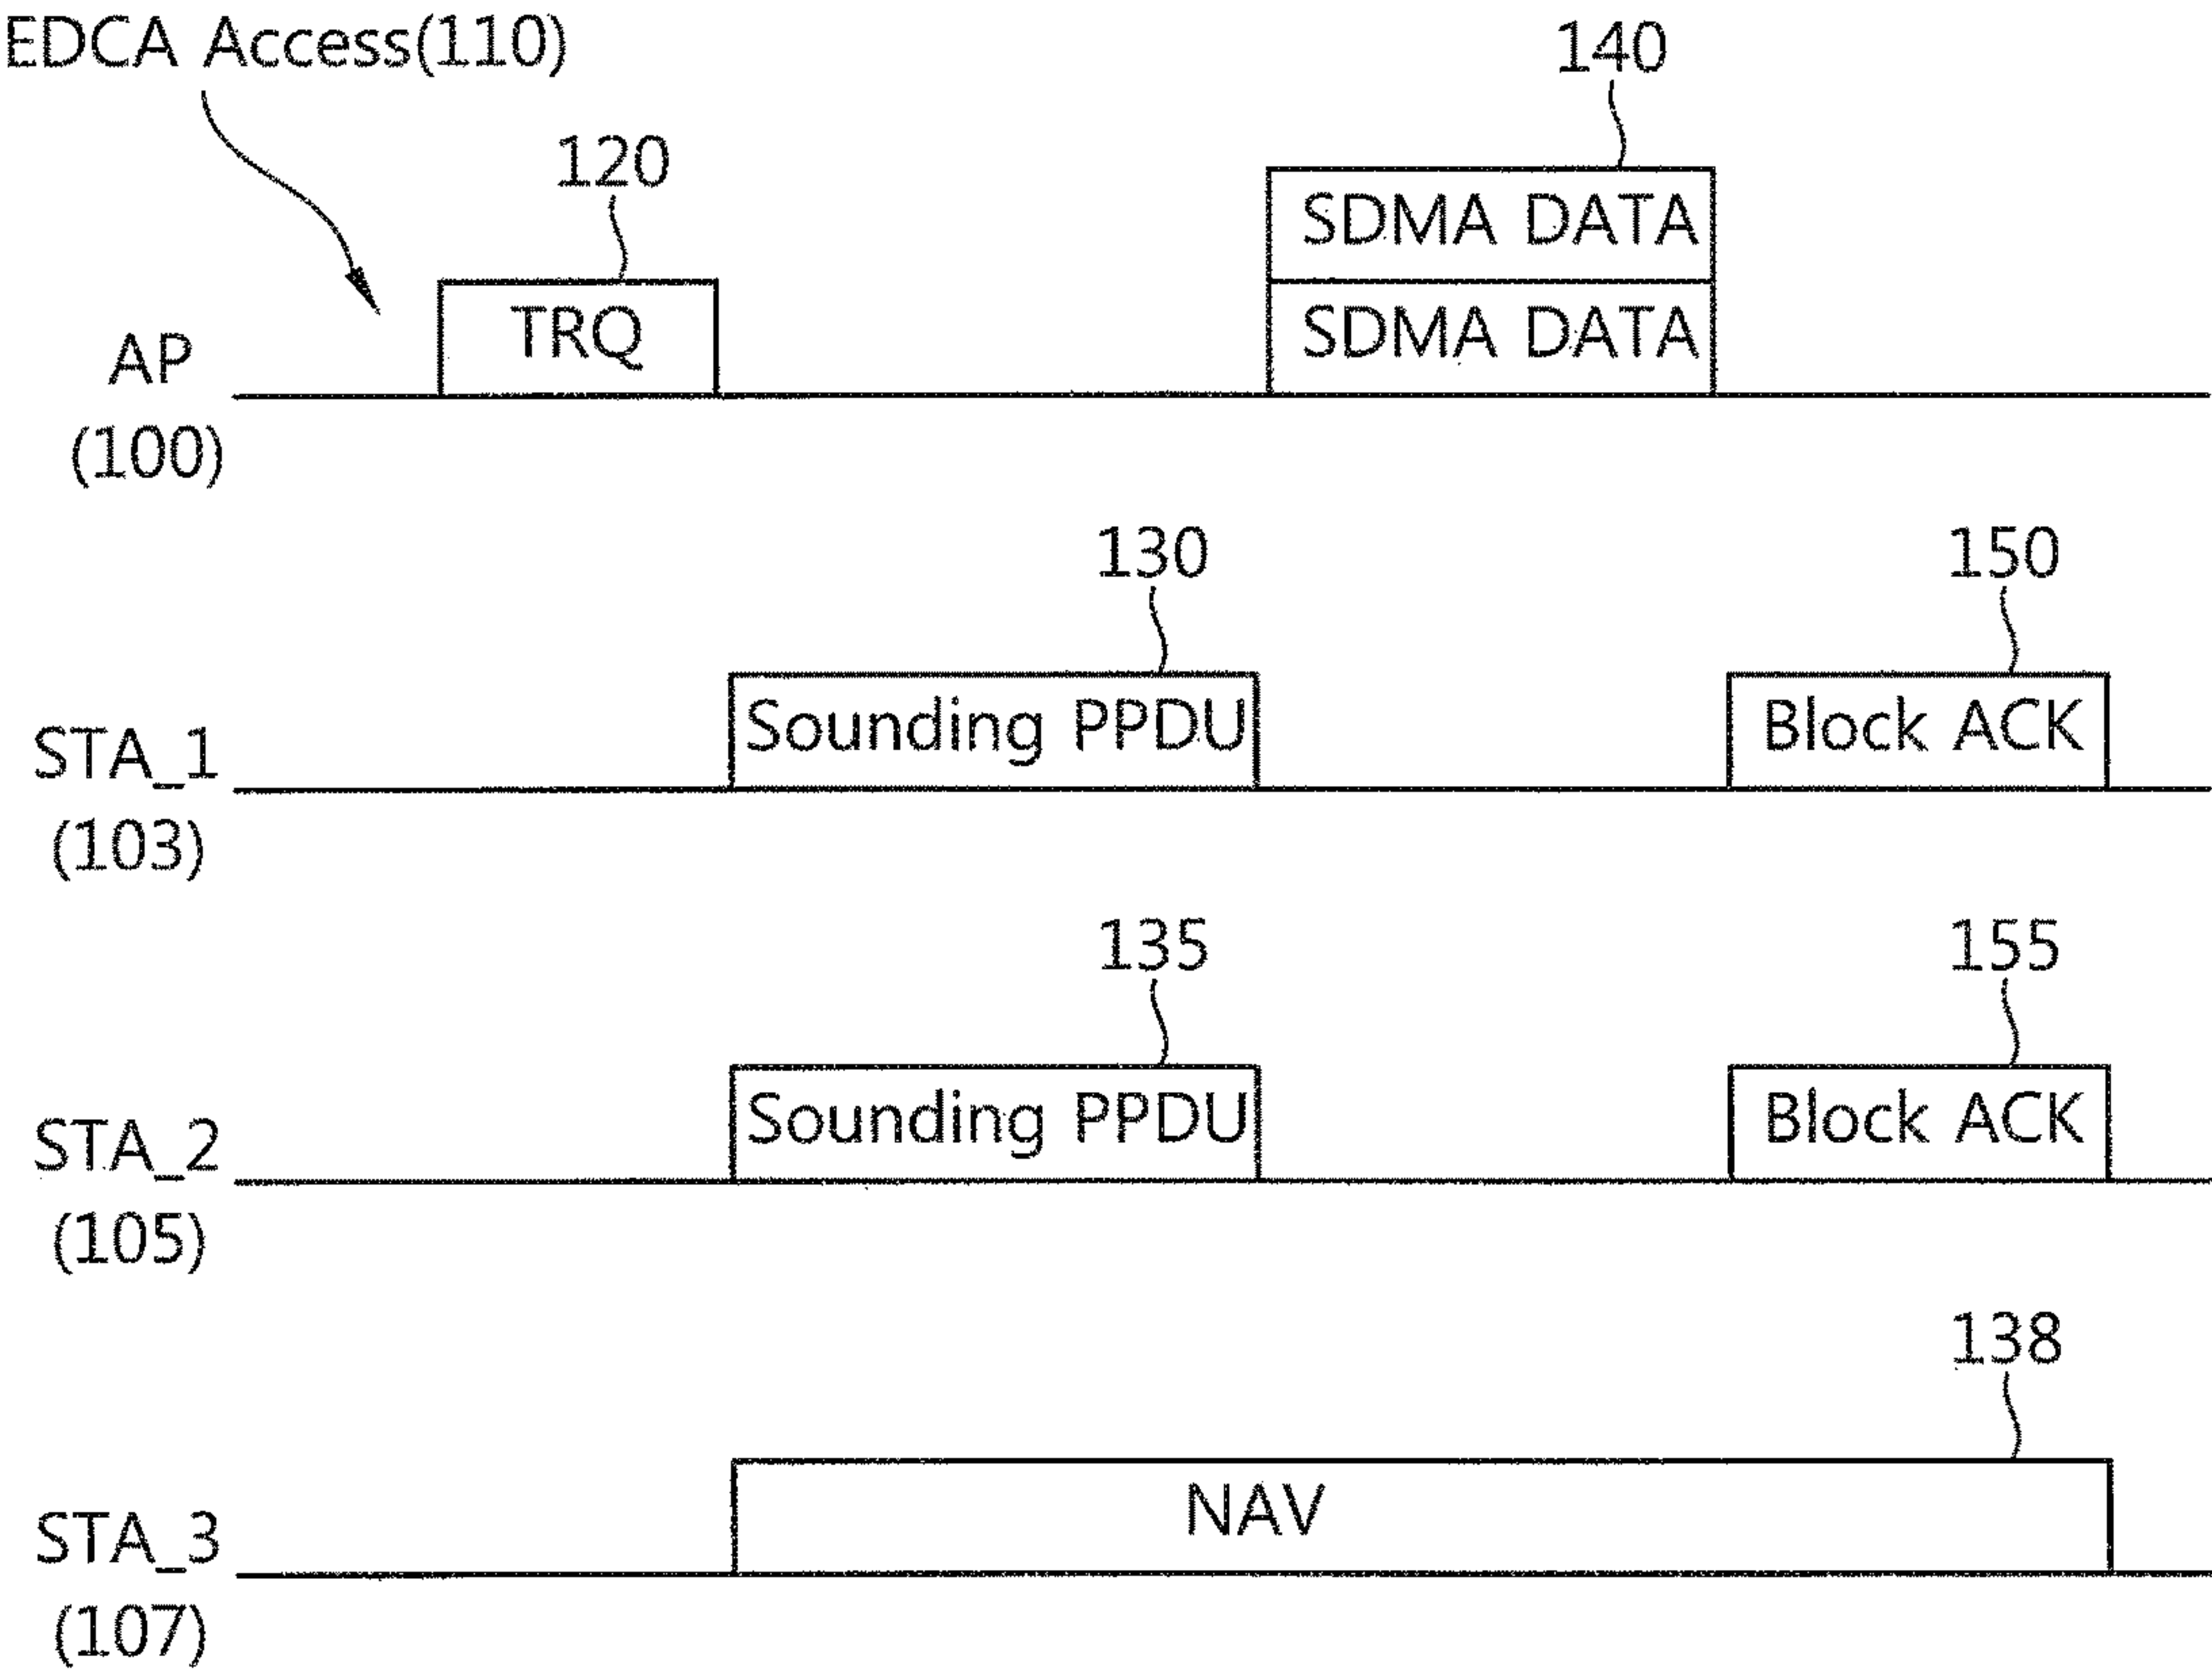 EDCA Access(110)
140
120
SDMA DATA
TRQ
SDMA DATA
AP
(100)
130
150
Sounding PPDU
Block ACK
STA_1
(103)
135
155
Sounding PPDU
Block ACK
STA_2
(105)
138
NAV
STA_3
(107)